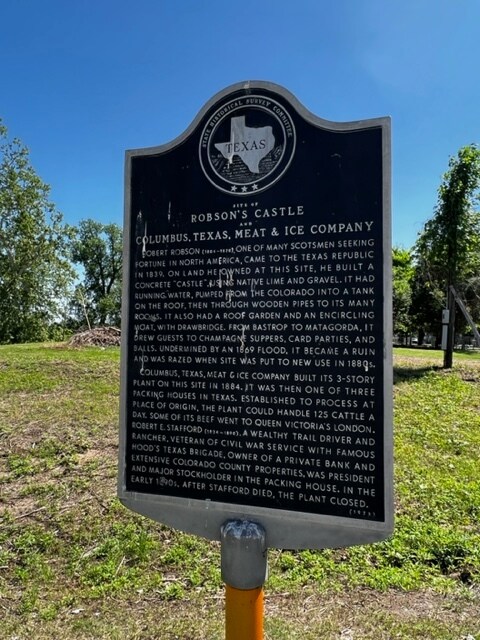 STATE HISTORICAL SURVEY COMMITTEE
TEXAS
SITE OF
ROBSON'S CASTLE
AND
COLUMBUS, TEXAS, MEAT & ICE COMPANY
ROBERT ROBSON ONE OF MANY SCOTSMEN SEEKING
FORTUNE IN NORTH AMERICA, CAME TO THE TEXAS REPUBLIC
IN 1839. ON LAND HE OWNED AT THIS SITE, HE BUILT A
CONCRETE "CASTLE", USING NATIVE LIME AND GRAVEL. IT HAD
RUNNING WATER, PUMPED FROM THE COLORADO INTO A TANK
ON THE ROOF, THEN THROUGH WOODEN PIPES TO ITS MANY
ROOMS. IT ALSO HAD A ROOF GARDEN AND AN ENCIRCLING
MOAT, WITH DRAWBRIDGE. FROM BASTROP TO MATAGORDA, IT
DREW GUESTS TO CHAMPAGNE SUPPERS, CARD PARTIES, AND
BALLS. UNDERMINED BY AN 1869 FLOOD, IT BECAME A RUIN
AND WAS RAZED WHEN SITE WAS PUT TO NEW USE IN 1880s.
COLUMBUS, TEXAS, MEAT & ICE COMPANY BUILT ITS 3-STORY
PLANT ON THIS SITE IN 1884. IT WAS THEN ONE OF THREE
PACKING HOUSES IN TEXAS. ESTABLISHED TO PROCESS AT
PLACE OF ORIGIN, THE PLANT COULD HANDLE 125 CATTLE A
DAY. SOME OF ITS BEEF WENT TO QUEEN VICTORIA'S LONDON.
ROBERT E. STAFFORD A WEALTHY TRAIL DRIVER AND
RANCHER, VETERAN OF CIVIL WAR SERVICE WITH FAMOUS
HOOD'S TEXAS BRIGADE, OWNER OF A PRIVATE BANK AND
EXTENSIVE COLORADO COUNTY PROPERTIES, WAS PRESIDENT
AND MAJOR STOCKHOLDER IN THE PACKING HOUSE. IN THE
EARLY 1890s, AFTER STAFFORD DIED, THE PLANT CLOSED.